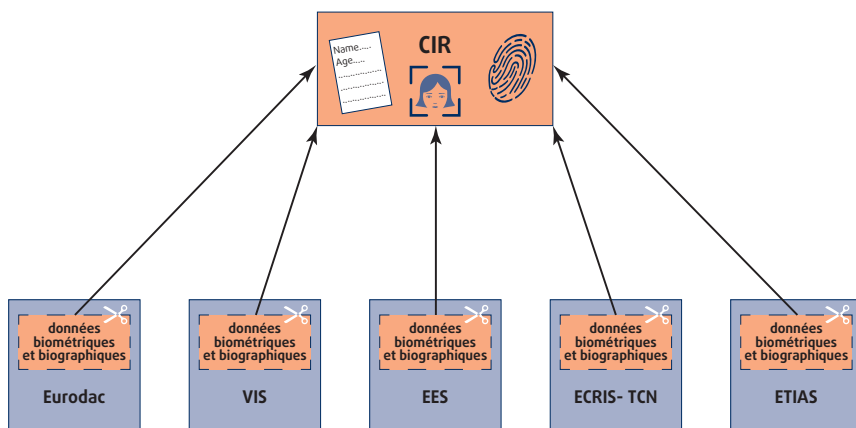 CIR
Name....
Age....
données
biométriques
et biographiques
Eurodac
données
biométriques
et biographiques
VIS
données
biométriques
et biographiques
EES
données
biométriques
et biographiques
ECRIS- TCN
données
biométriques
et biographiques
ETIAS